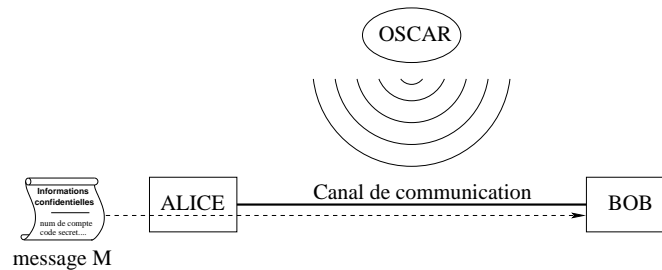 OSCAR
Informations
confidentielles
num de compte
code secret....
message M
ALICE
Canal de communication
BOB